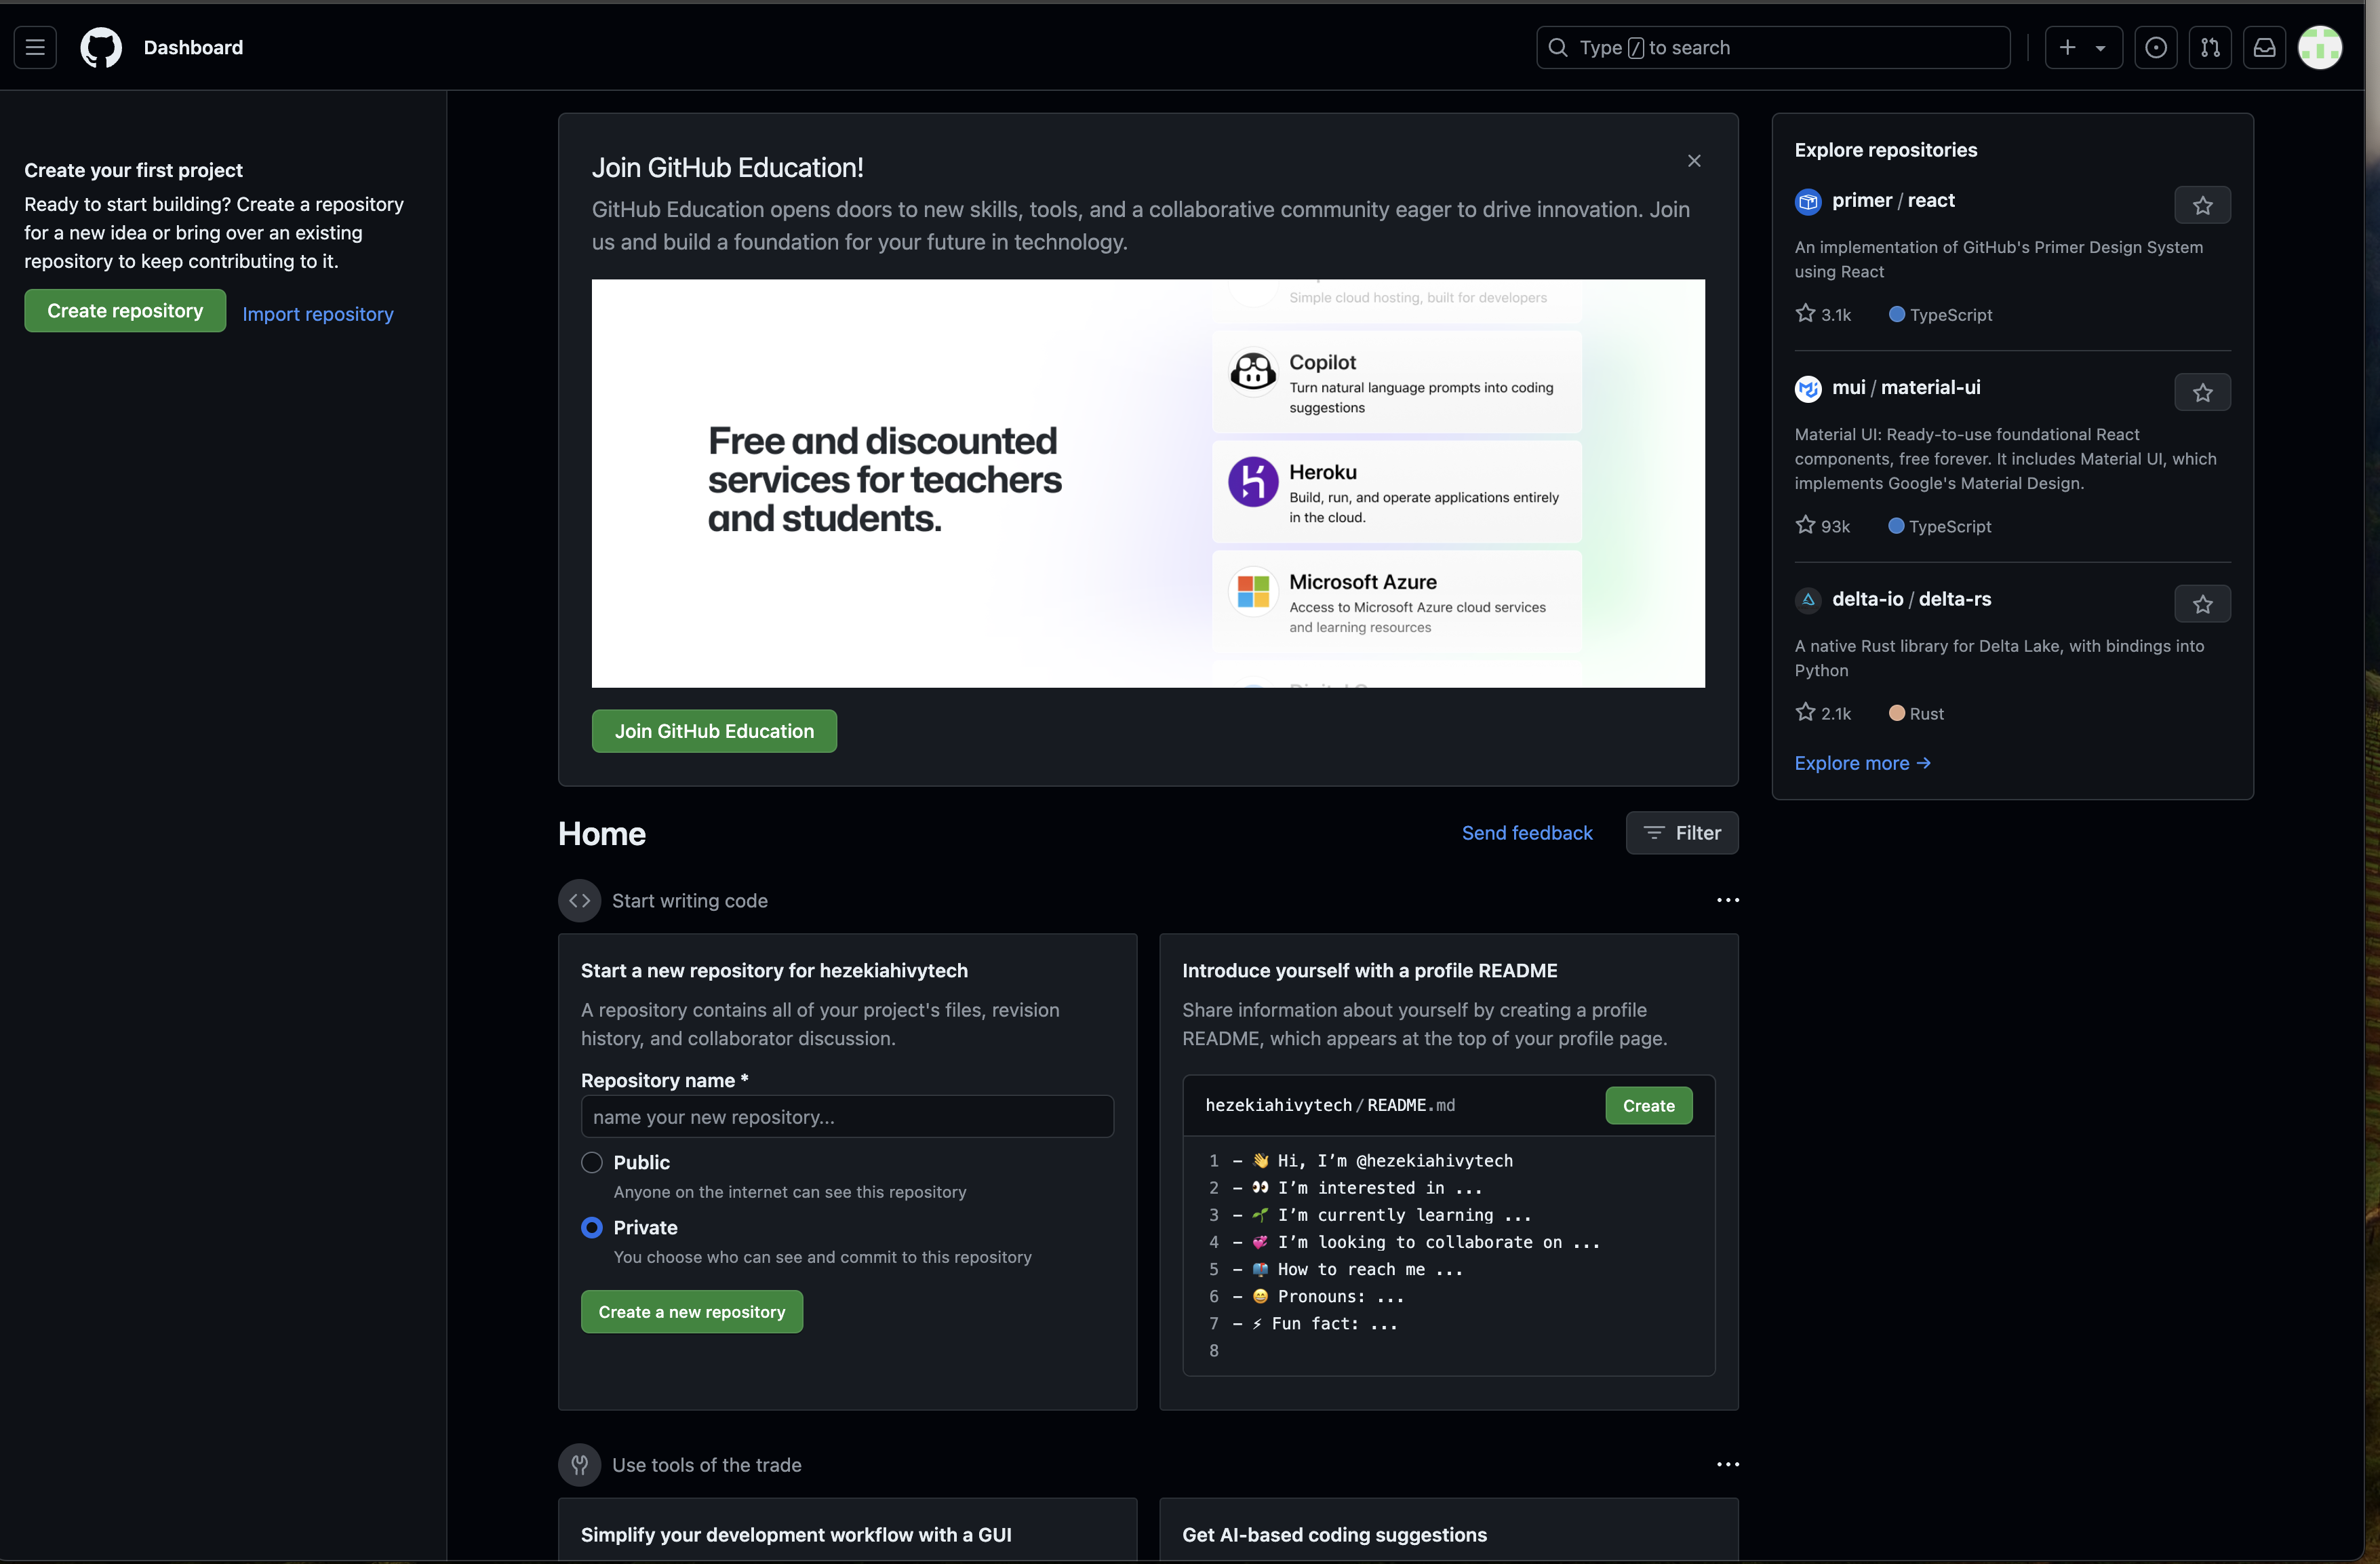 Dashboard
Type / to search
Create your first project
Ready to start building? Create a repository
for a new idea or bring over an existing
repository to keep contributing to it.
Create repository
Import repository
Join GitHub Education!
GitHub Education opens doors to new skills, tools, and a collaborative community eager to drive innovation. Join
us and build a foundation for your future in technology.
Free and discounted
services for teachers
and students.
Simple cloud hosting, built for developers
Copilot
Turn natural language prompts into coding
suggestions
Heroku
Build, run, and operate applications entirely
in the cloud.
Microsoft Azure
Access to Microsoft Azure cloud services
and learning resources
Join GitHub Education
Home
Send feedback
Filter
Start writing code
Start a new repository for hezekiahivytech
A repository contains all of your project's files, revision
history, and collaborator discussion.
Repository name *
name your new repository...
Public
Anyone on the internet can see this repository
Private
You choose who can see and commit to this repository
Create a new repository
Introduce yourself with a profile README
Share information about yourself by creating a profile
README, which appears at the top of your profile page.
hezekiahivytech/README.md
Create
1 - 👋 Hi, I’m @hezekiahivytech
2 - 👀 I’m interested in ...
3 - 🌱 I’m currently learning ...
4 - 💞️ I’m looking to collaborate on ...
5 - 📫 How to reach me ...
6 - 😄 Pronouns: ...
7 - ⚡ Fun fact: ...
8
Use tools of the trade
Simplify your development workflow with a GUI
Get AI-based coding suggestions
Explore repositories
primer / react
An implementation of GitHub's Primer Design System
using React
3.1k TypeScript
mui / material-ui
Material UI: Ready-to-use foundational React
components, free forever. It includes Material UI, which
implements Google's Material Design.
93k TypeScript
delta-io / delta-rs
A native Rust library for Delta Lake, with bindings into
Python
2.1k Rust
Explore more →